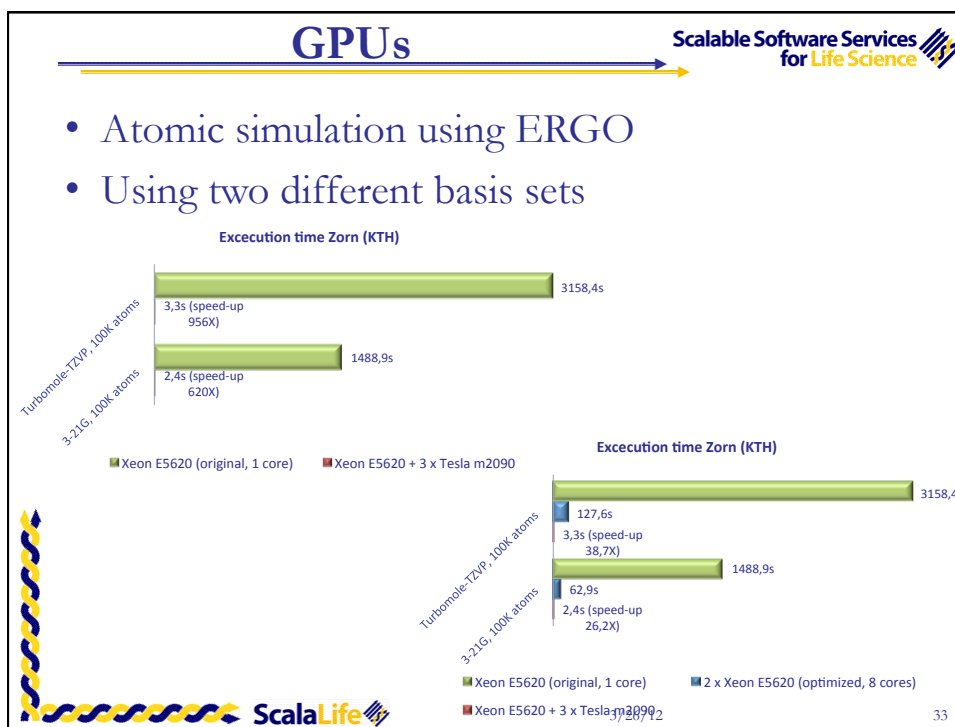 GPUs
Scalable Software Services
for Life Science
• Atomic simulation using ERGO
• Using two different basis sets
Excecution time Zorn (KTH)
Turbomole-TZVP, 100K atoms
3158,4s
3,3s (speed-up
956X)
3-21G, 100K atoms
1488,9s
2,4s (speed-up
620X)
Xeon E5620 (original, 1 core)
Xeon E5620 + 3 x Tesla m2090
Excecution time Zorn (KTH)
Turbomole-TZVP, 100K atoms
3158,4
127,6s
3,3s (speed-up
38,7X)
3-21G, 100K atoms
1488,9s
62,9s
2,4s (speed-up
26,2X)
Xeon E5620 (original, 1 core)
2 x Xeon E5620 (optimized, 8 cores)
Xeon E5620 + 3 x Tesla m2090
ScalaLife
3/26/12
33